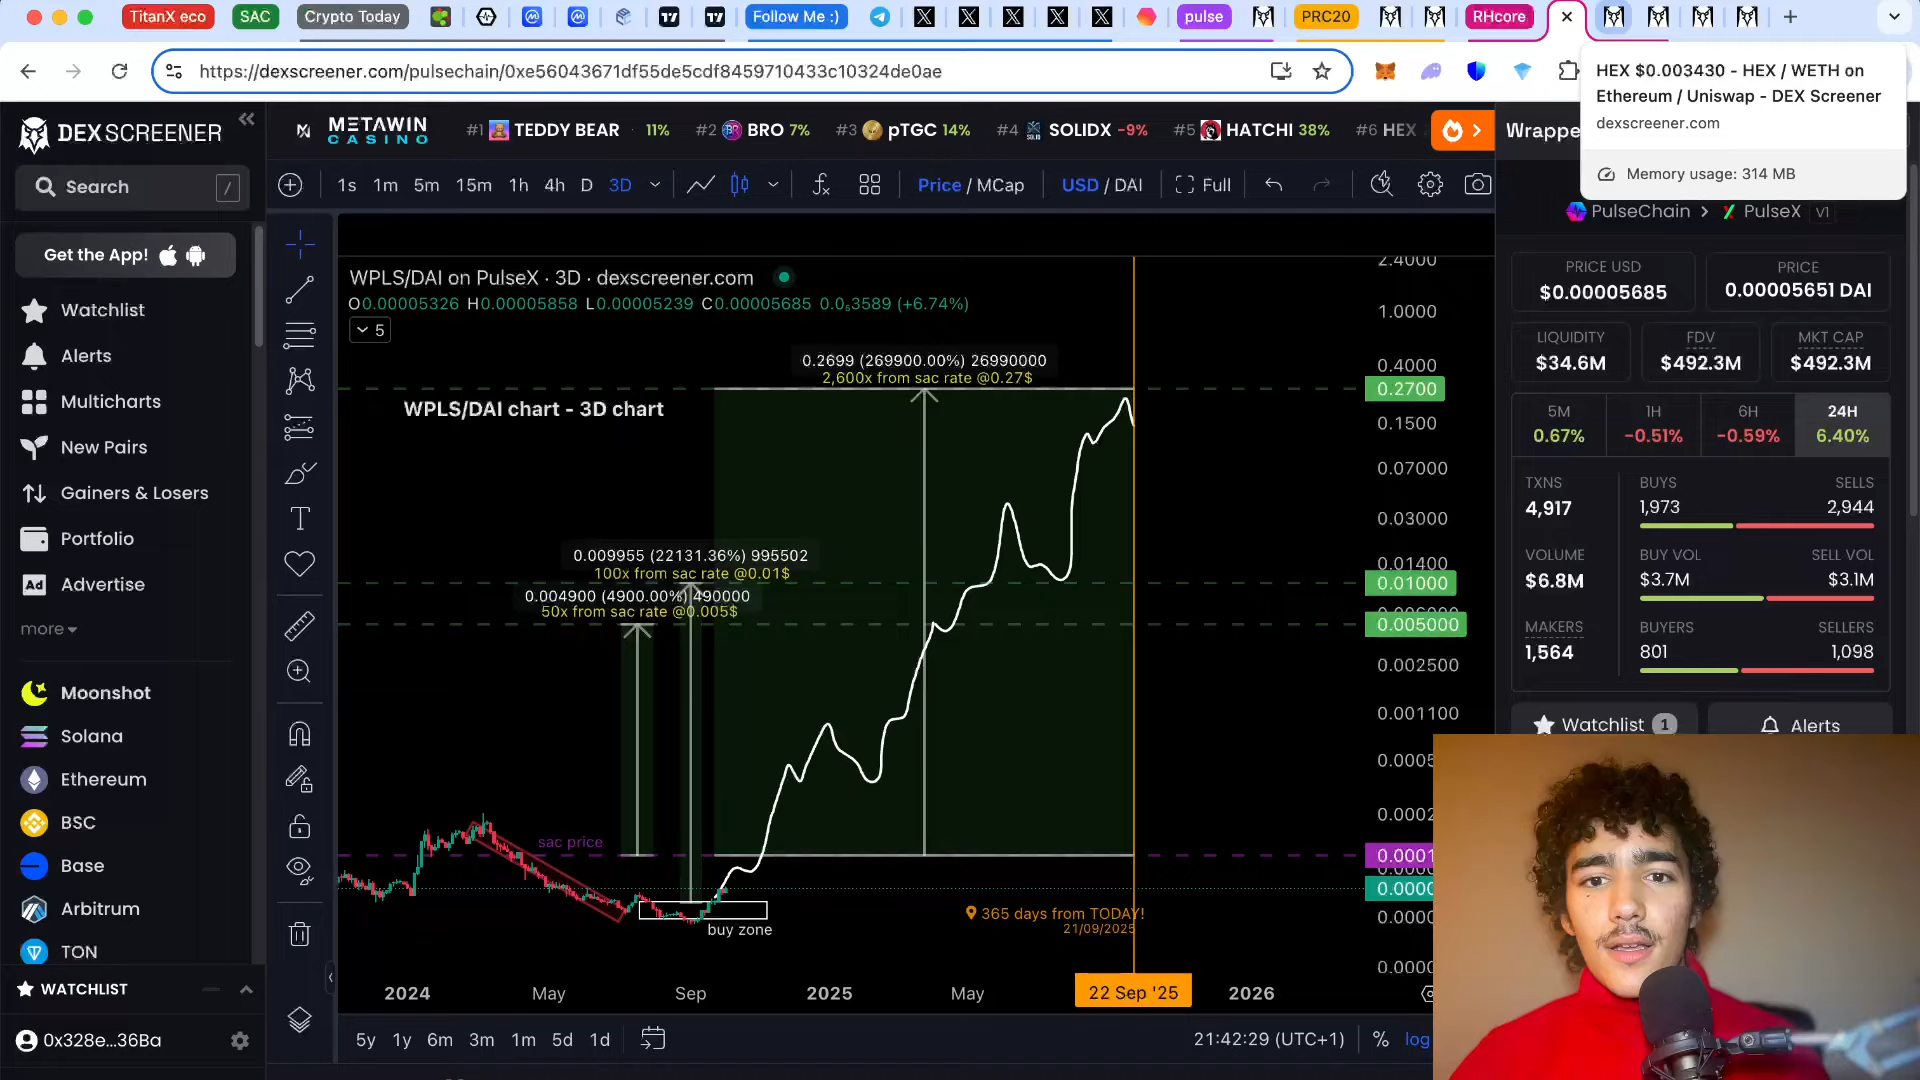 TitanX eco
SAC
Crypto Today
Follow Me :)
pulse
PRC20
RHcore
https://dexscreener.com/pulsechain/0xe56043671df55de5cdf8459710433c10324de0ae
HEX $0.003430 - HEX / WETH on
Ethereum / Uniswap - DEX Screener
dexscreener.com
Memory usage: 314 MB
DEX SCREENER
METAWIN
CASINO
#1 TEDDY BEAR 11% #2 BRO 7% #3 pTGC 14% #4 SOLIDX -9% #5 HATCHI 38% #6 HEX
Search /
1s 1m 5m 15m 1h 4h D 3D
Price / MCap
USD / DAI
Full
PulseChain > PulseX V1
Get the App!
Watchlist
Alerts
Multicharts
New Pairs
Gainers & Losers
Portfolio
Ad Advertise
more
Moonshot
Solana
Ethereum
BSC
Base
Arbitrum
TON
WATCHLIST
0x328e...36Ba
WPLS/DAI on PulseX · 3D · dexscreener.com
O0.00005326 H0.00005858 L0.00005239 C0.00005685 0.0₅3589 (+6.74%)
5
WPLS/DAI chart - 3D chart
0.2699 (269900.00%) 26990000
2,600x from sac rate @0.27$
0.009955 (22131.36%) 995502
100x from sac rate @0.01$
0.004900 (4900.00%) 490000
50x from sac rate @0.005$
sac price
buy zone
365 days from TODAY!
21/09/2025
2.4000
1.0000
0.4000
0.2700
0.1500
0.07000
0.03000
0.01400
0.01000
0.005000
0.002500
0.001100
2024 May Sep 2025 May 22 Sep '25 2026
5y 1y 6m 3m 1m 5d 1d
21:42:29 (UTC+1) % log
PRICE USD
$0.00005685
PRICE
0.00005651 DAI
LIQUIDITY
$34.6M
FDV
$492.3M
MKT CAP
$492.3M
5M
0.67%
1H
-0.51%
6H
-0.59%
24H
6.40%
TXNS
4,917
BUYS
1,973
SELLS
2,944
VOLUME
$6.8M
BUY VOL
$3.7M
SELL VOL
$3.1M
MAKERS
1,564
BUYERS
801
SELLERS
1,098
Watchlist 1
Alerts